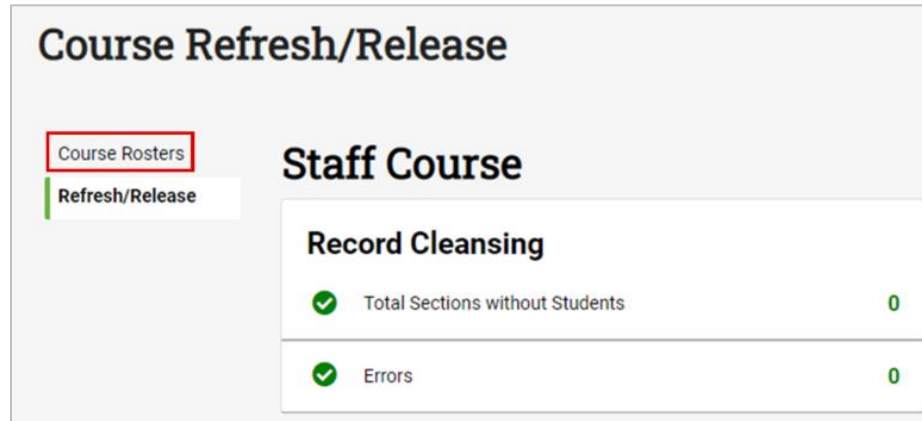 Course Refresh/Release
Course Rosters
Refresh/Release
Staff Course
Record Cleansing
Total Sections without Students 0
Errors 0